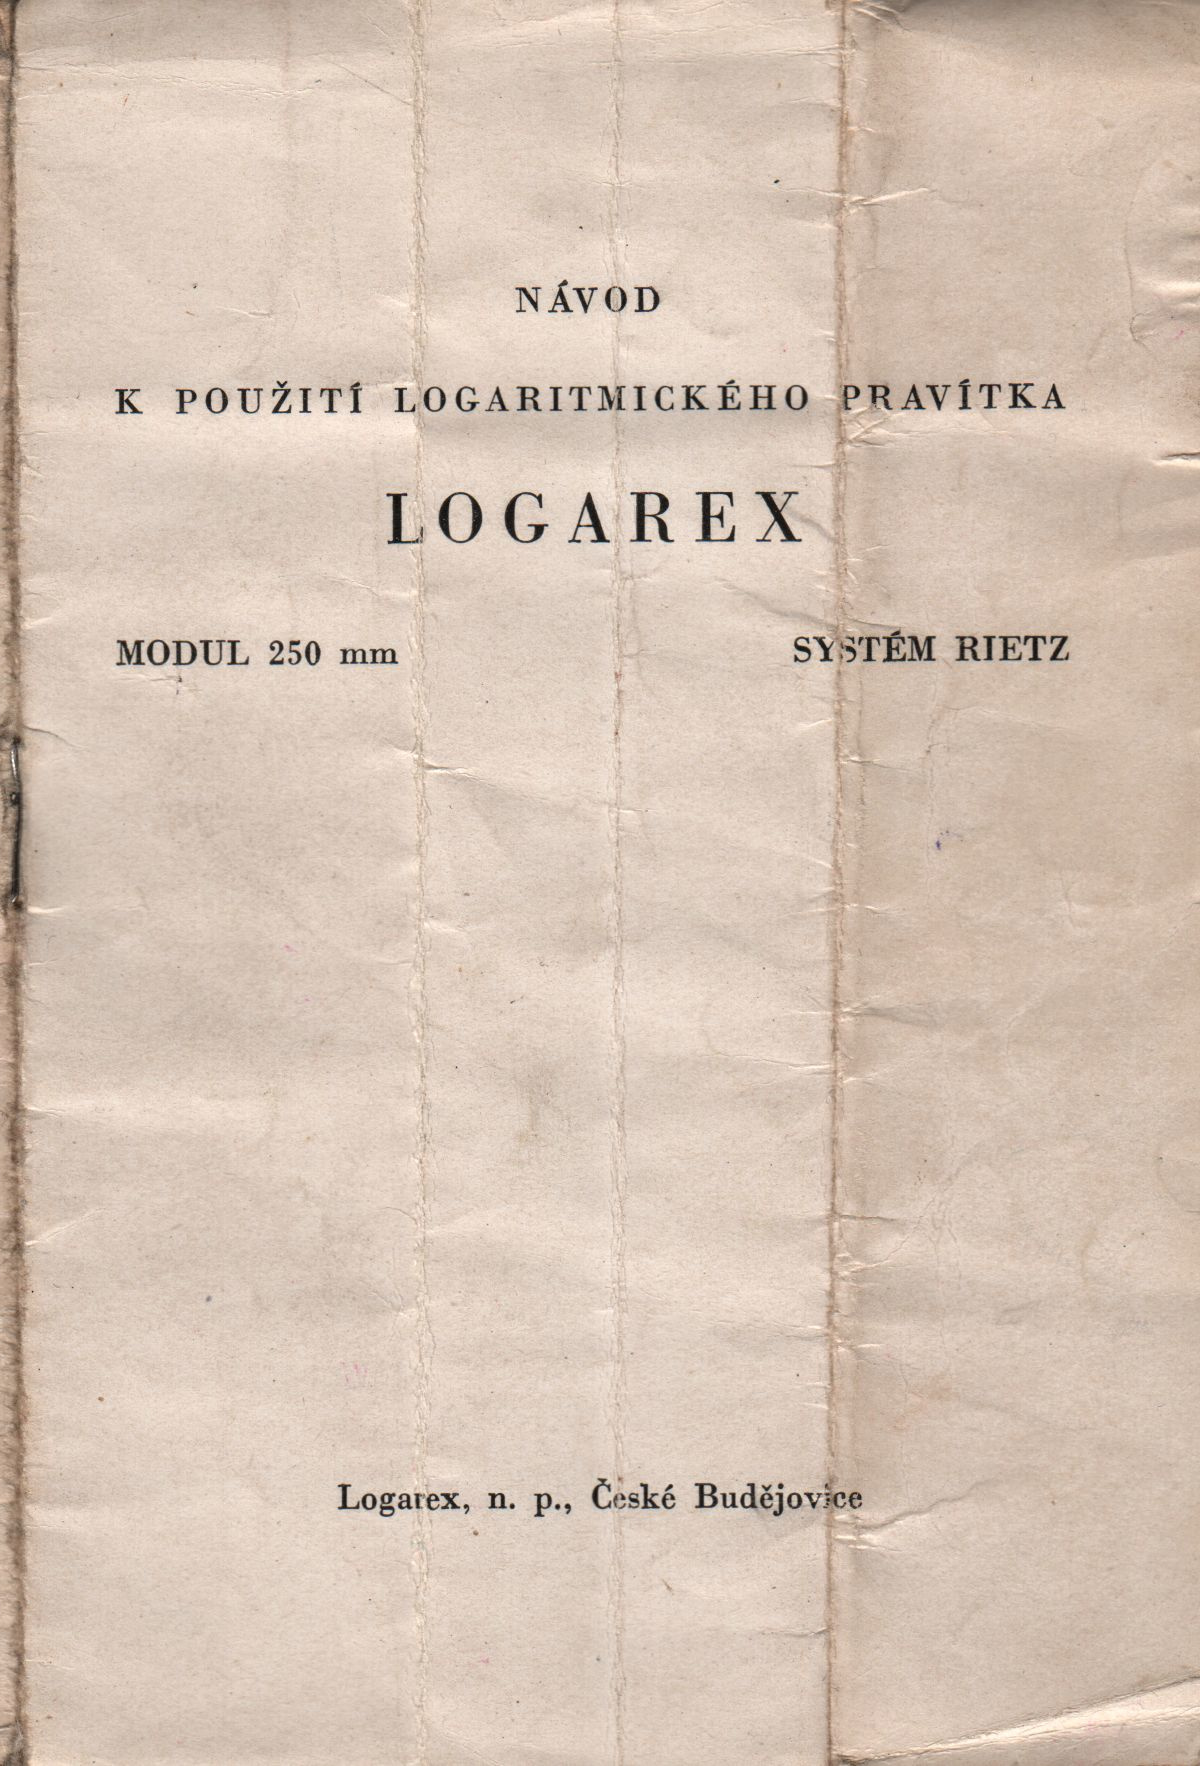 NÁVOD
K POUŽITÍ LOGARITMICKÉHO PRAVÍTKA
LOGAREX
MODUL 250 mm SYSTÉM RIETZ
Logarex, n. p., České Budějovice